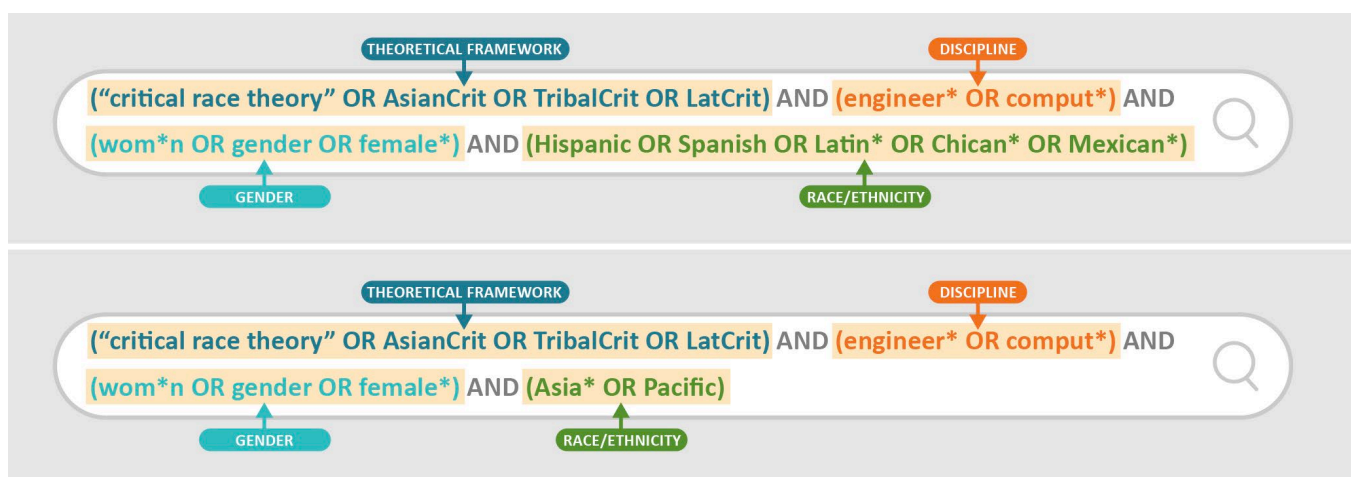 THEORETICAL FRAMEWORK DISCIPLINE
(“critical race theory” OR AsianCrit OR TribalCrit OR LatCrit) AND (engineer* OR comput*) AND
(wom*n OR gender OR female*) AND (Hispanic OR Spanish OR Latin* OR Chican* OR Mexican*)
GENDER RACE/ETHNICITY
THEORETICAL FRAMEWORK DISCIPLINE
(“critical race theory” OR AsianCrit OR TribalCrit OR LatCrit) AND (engineer* OR comput*) AND
(wom*n OR gender OR female*) AND (Asia* OR Pacific)
GENDER RACE/ETHNICITY